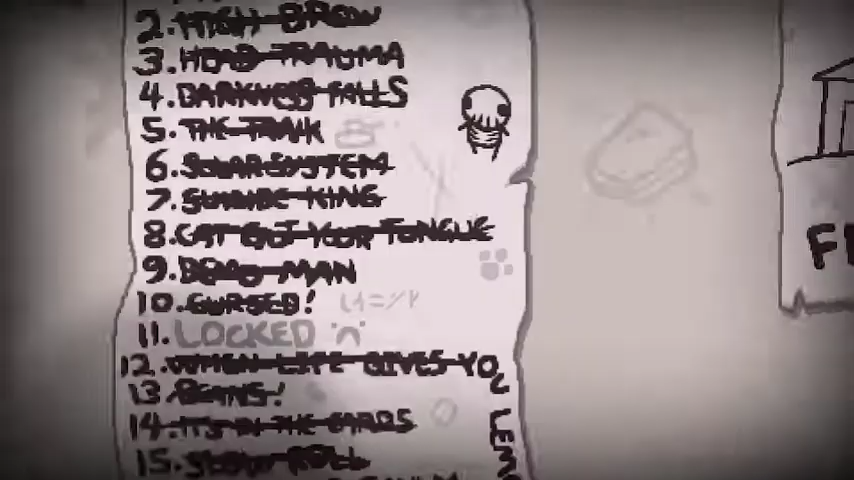 2. HIGH BROW
3. HEAD TRAUMA
4. DARKNESS FALLS
5. THE TANK
6. SOLAR SYSTEM
7. SUICIDE KING
8. CAT GOT YOUR TONGUE
9. DEMO MAN
10. CURSED!
11. LOCKED :(
12. WHEN LIFE GIVES YOU LEM
13. BEANS!
14. IT'S IN THE CARDS
15. SLOW ROLL